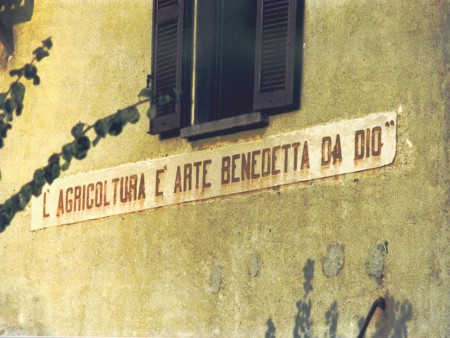 L'AGRICOLTURA E' ARTE BENEDETTA DA DIO"